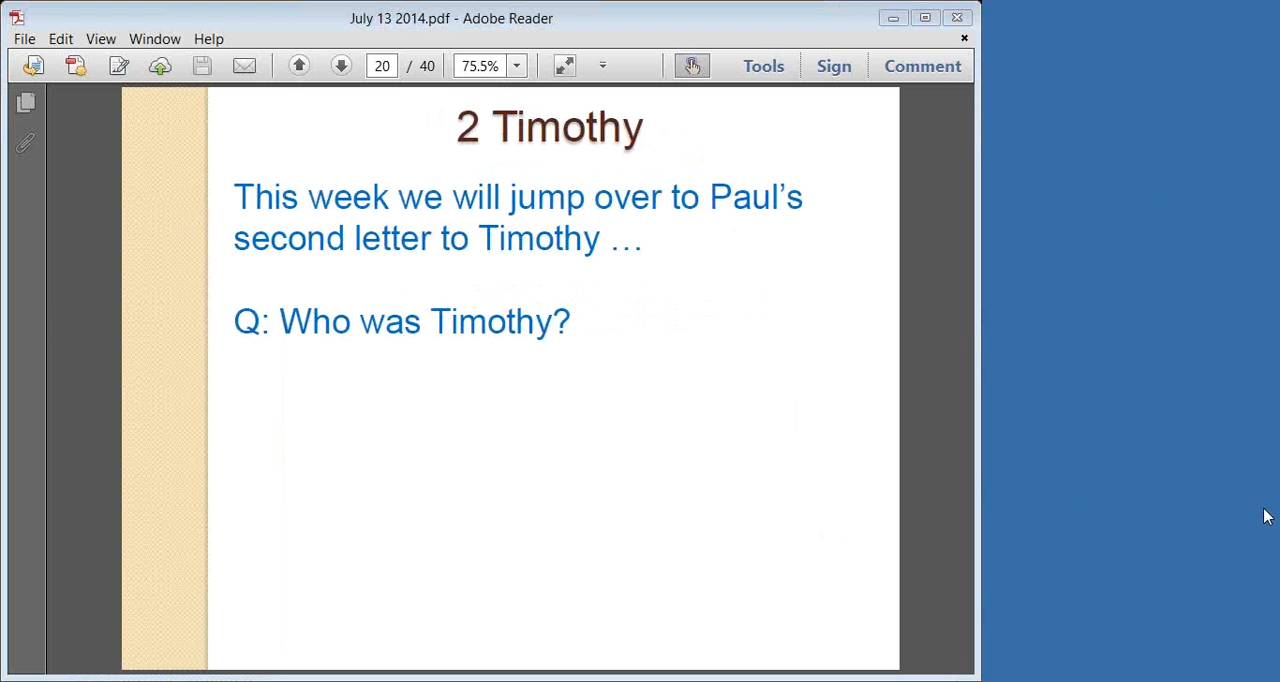 July 13 2014.pdf - Adobe Reader
File Edit View Window Help
20 / 40 75.5% Tools Sign Comment
2 Timothy
This week we will jump over to Paul’s
second letter to Timothy …
Q: Who was Timothy?